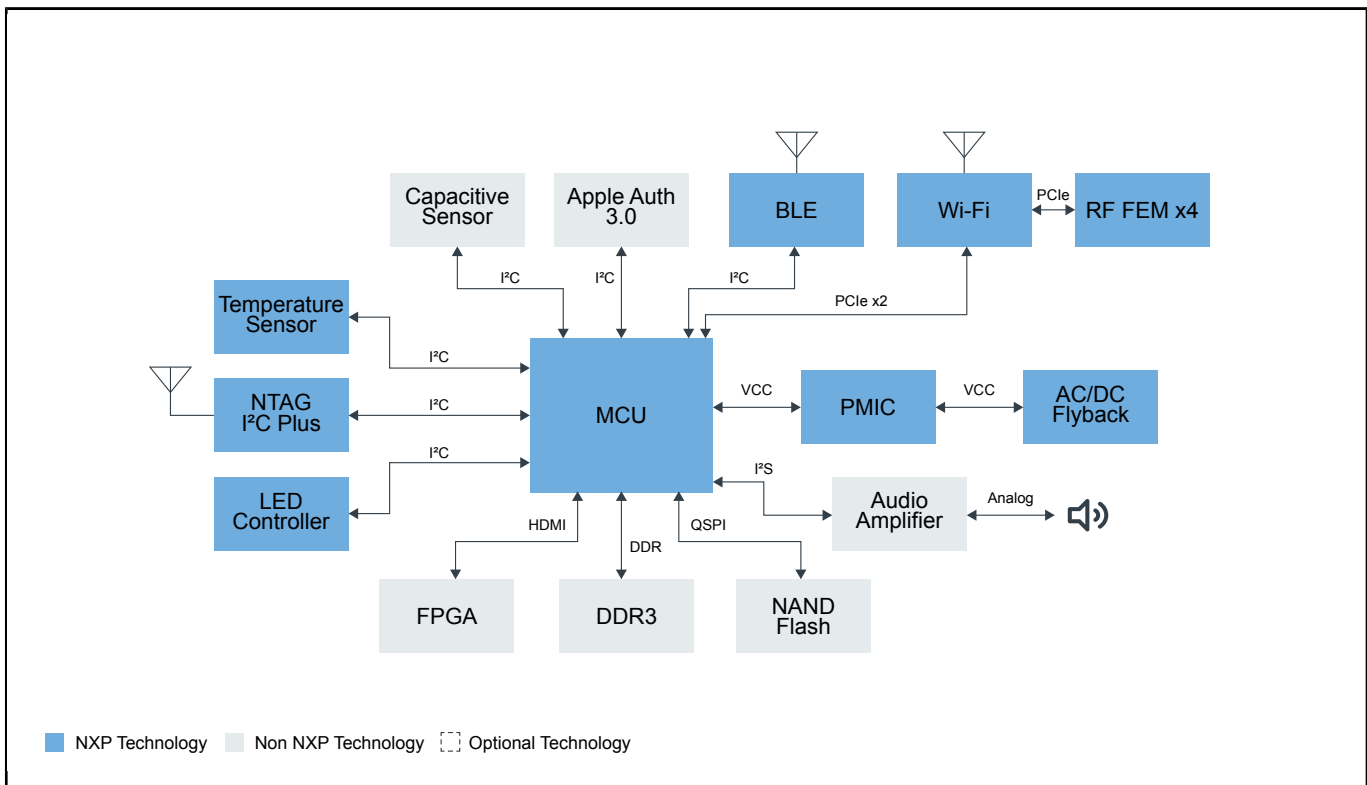 Capacitive
Sensor
Apple Auth
3.0
BLE
Wi-Fi
PCIe
RF FEM x4
I²C
I²C
I²C
PCIe x2
Temperature
Sensor
I²C
NTAG
I²C Plus
I²C
MCU
VCC
PMIC
VCC
AC/DC
Flyback
I²C
LED
Controller
I²S
Audio
Amplifier
Analog
HDMI
DDR
QSPI
FPGA
DDR3
NAND
Flash
NXP Technology
Non NXP Technology
Optional Technology